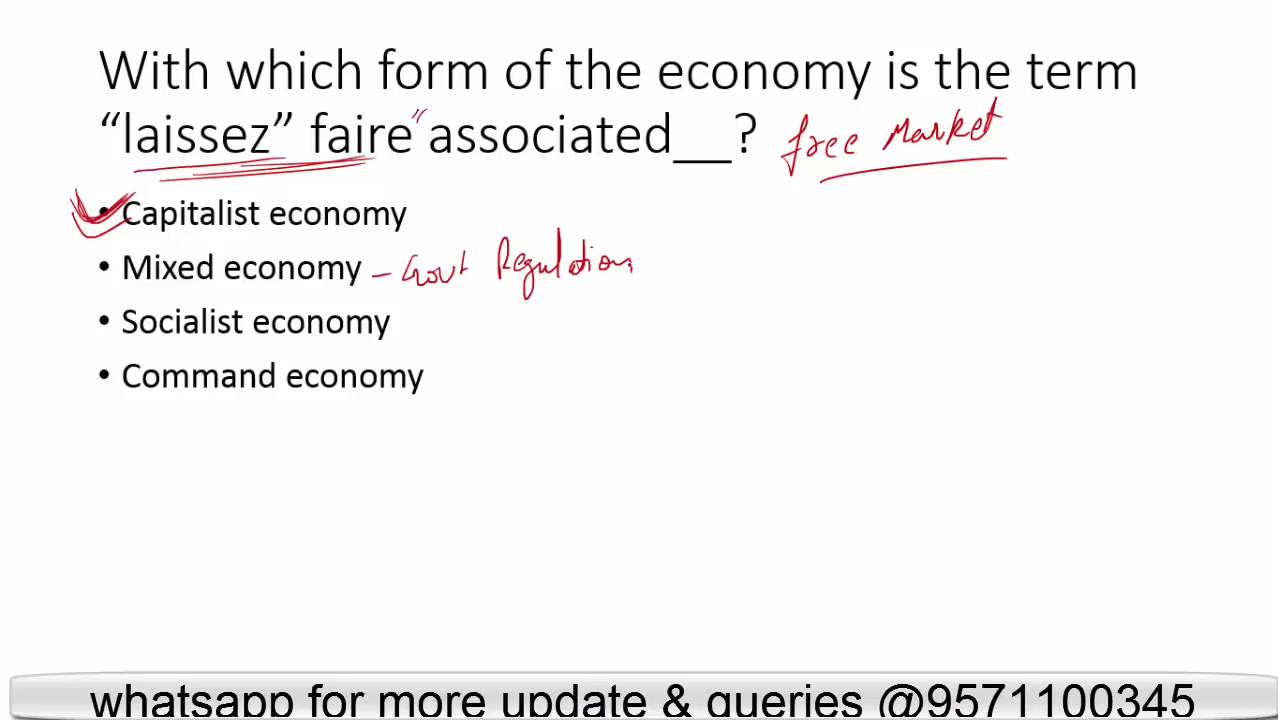 With which form of the economy is the term
“laissez” faire" associated__? free Market
• Capitalist economy
• Mixed economy – Govt Regulations
• Socialist economy
• Command economy
whatsapp for more update & queries @9571100345